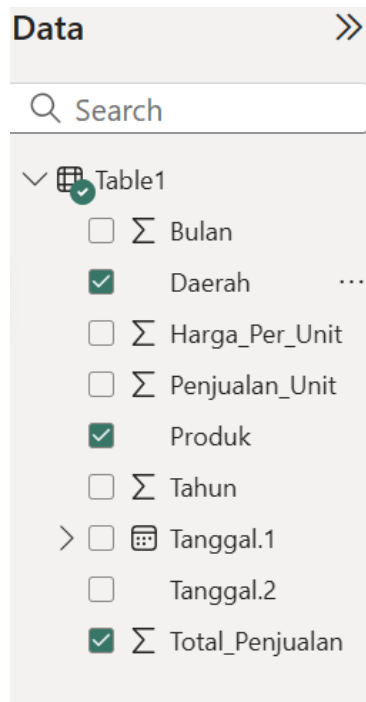 Data
Search
Table1
Bulan
Daerah
Harga_Per_Unit
Penjualan_Unit
Produk
Tahun
Tanggal.1
Tanggal.2
Total_Penjualan